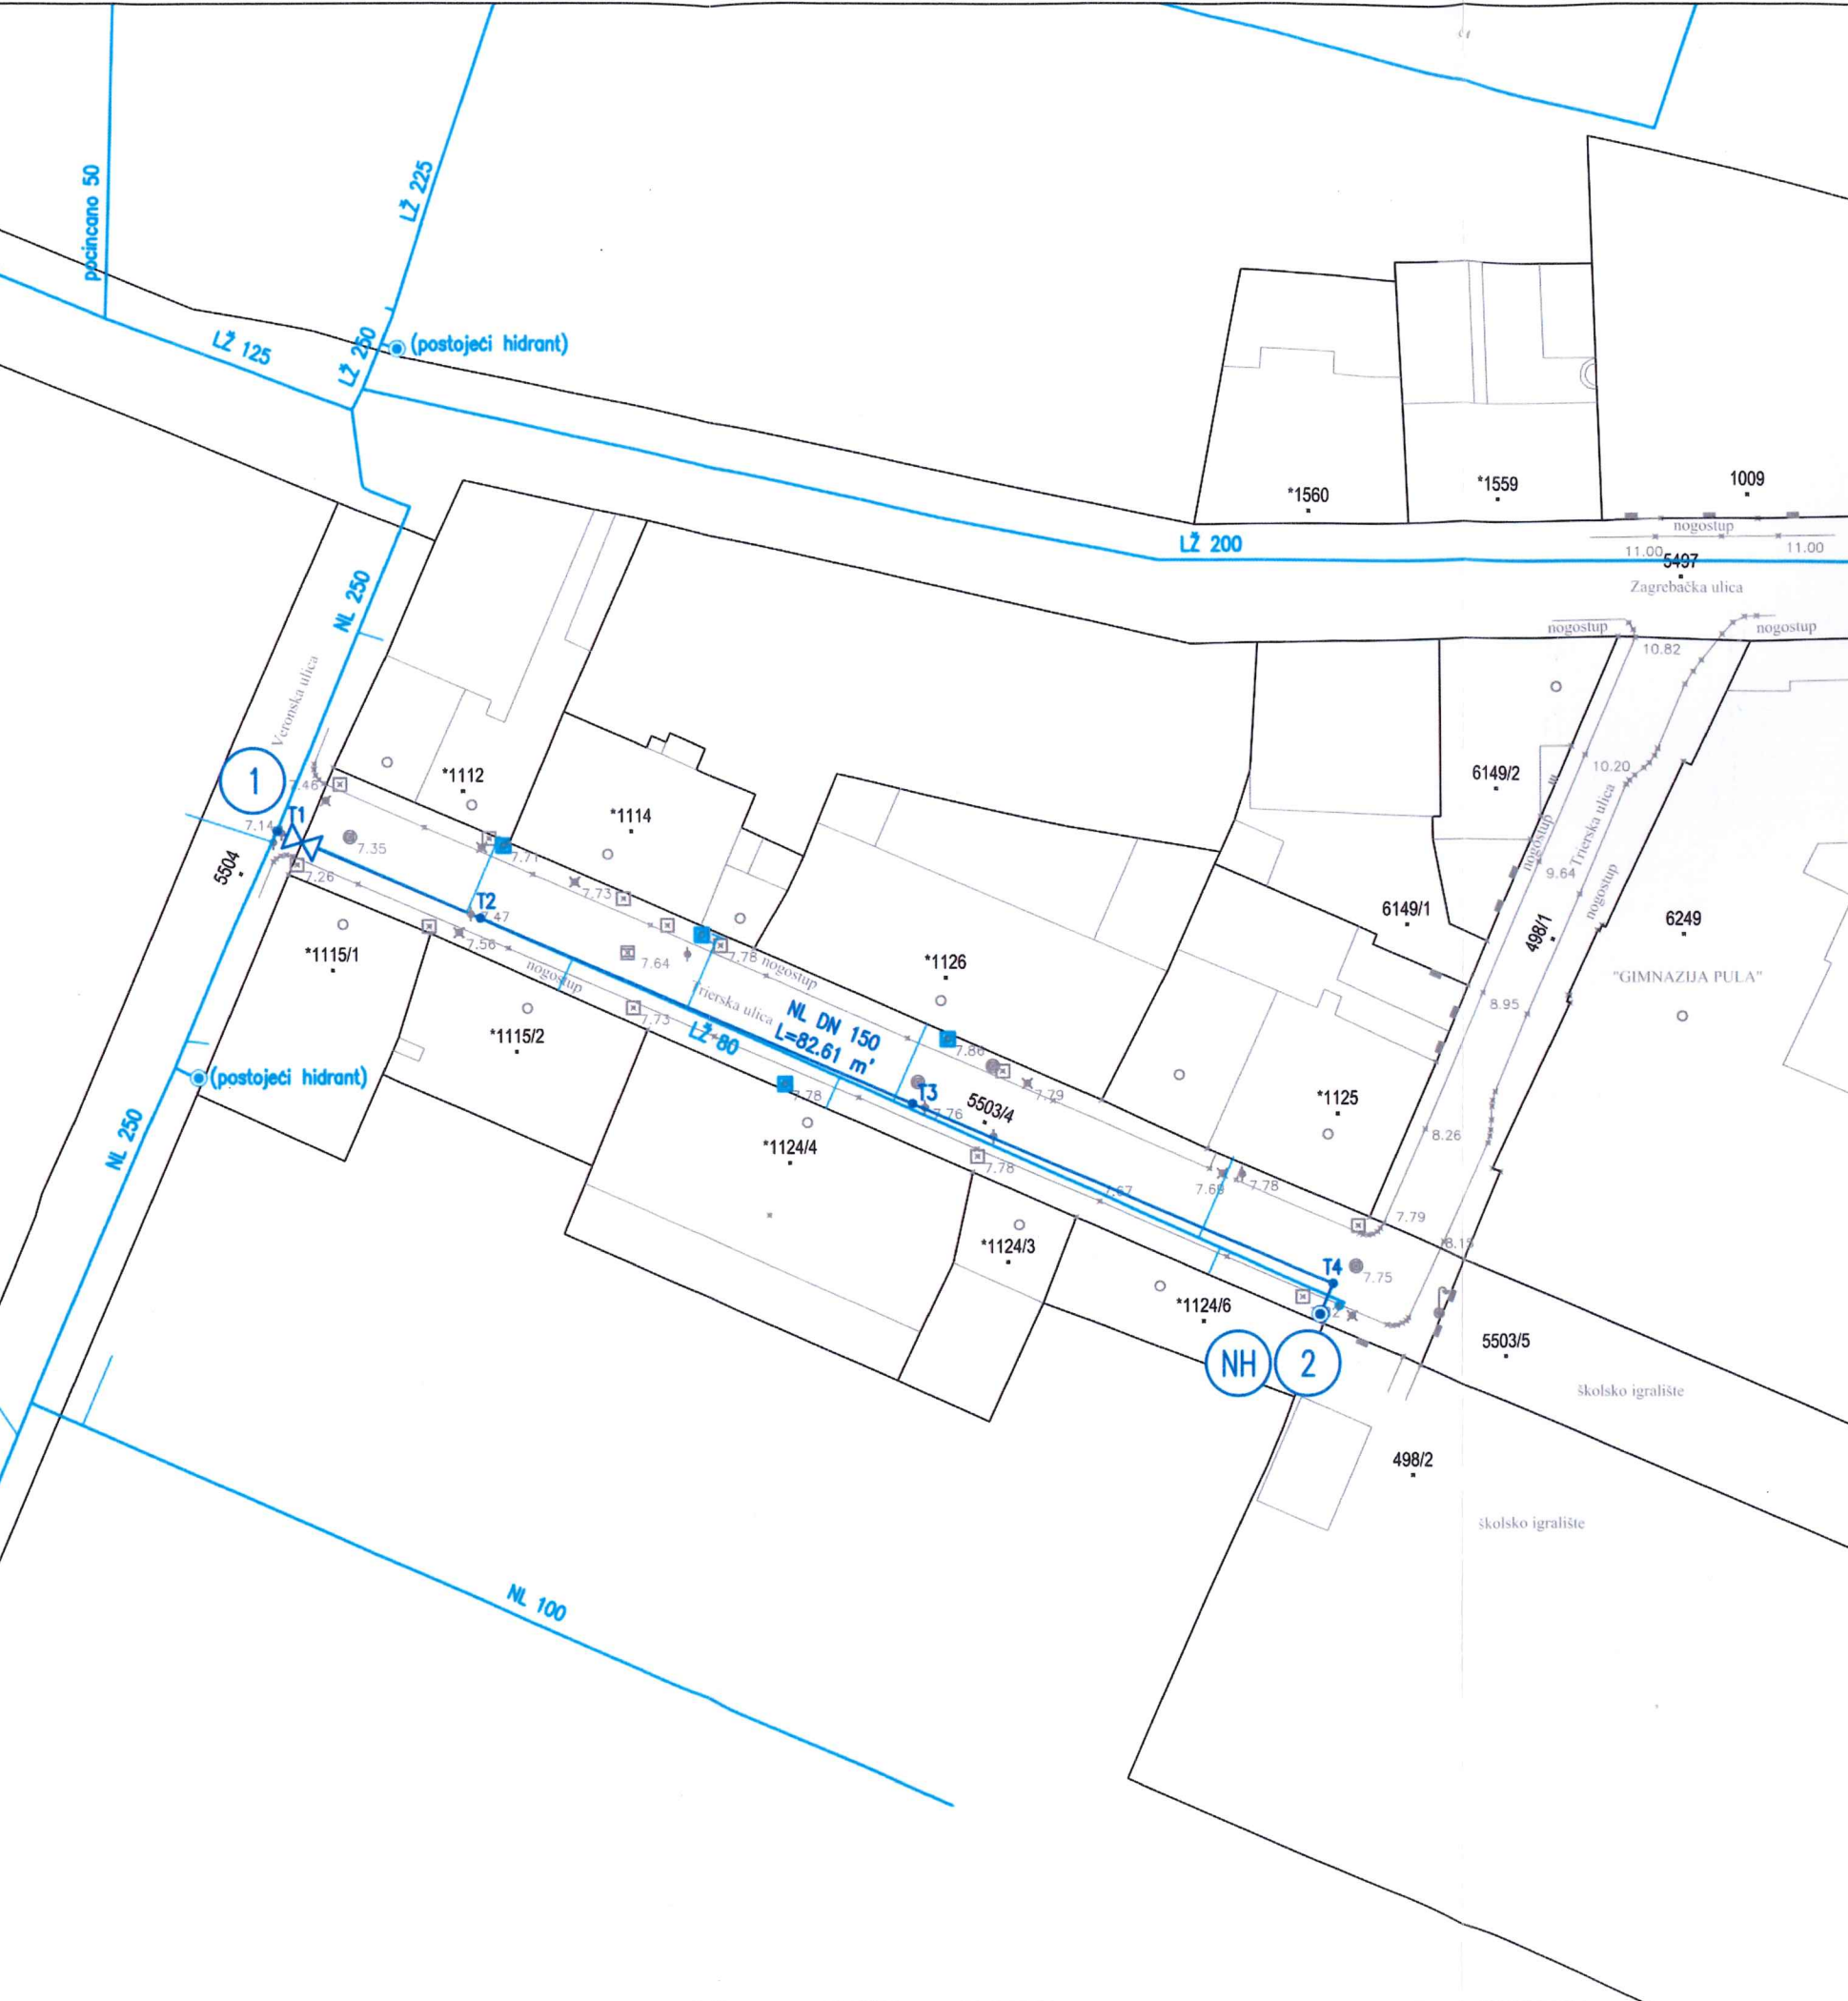 pocincano 50
LŽ 225
LŽ 125
LŽ 250
(postojeći hidrant)
*1560
*1559
1009
nogostup
11.00
11.00
5497
LŽ 200
Zagrebačka ulica
nogostup
nogostup
10.82
NL 250
Veronska ulica
1
7.46
*1112
*1114
6149/2
10.20
T1
7.14
7.35
7.71
5504
7.26
7.73
nogostup
Trierska ulica
9.64
nogostup
T2
7.47
7.56
6149/1
498/1
6249
*1115/1
7.64
7.78
nogostup
*1126
"GIMNAZIJA PULA"
nogostup
Trierska ulica
8.95
*1115/2
7.73
LŽ 80
NL DN 150
L=82.61 m'
7.86
(postojeći hidrant)
7.78
T3
7.76
7.79
5503/4
*1125
NL 250
*1124/4
7.78
8.26
7.67
7.69
7.78
7.79
*1124/3
8.15
T4
7.75
*1124/6
NH
2
5503/5
školsko igralište
498/2
školsko igralište
NL 100